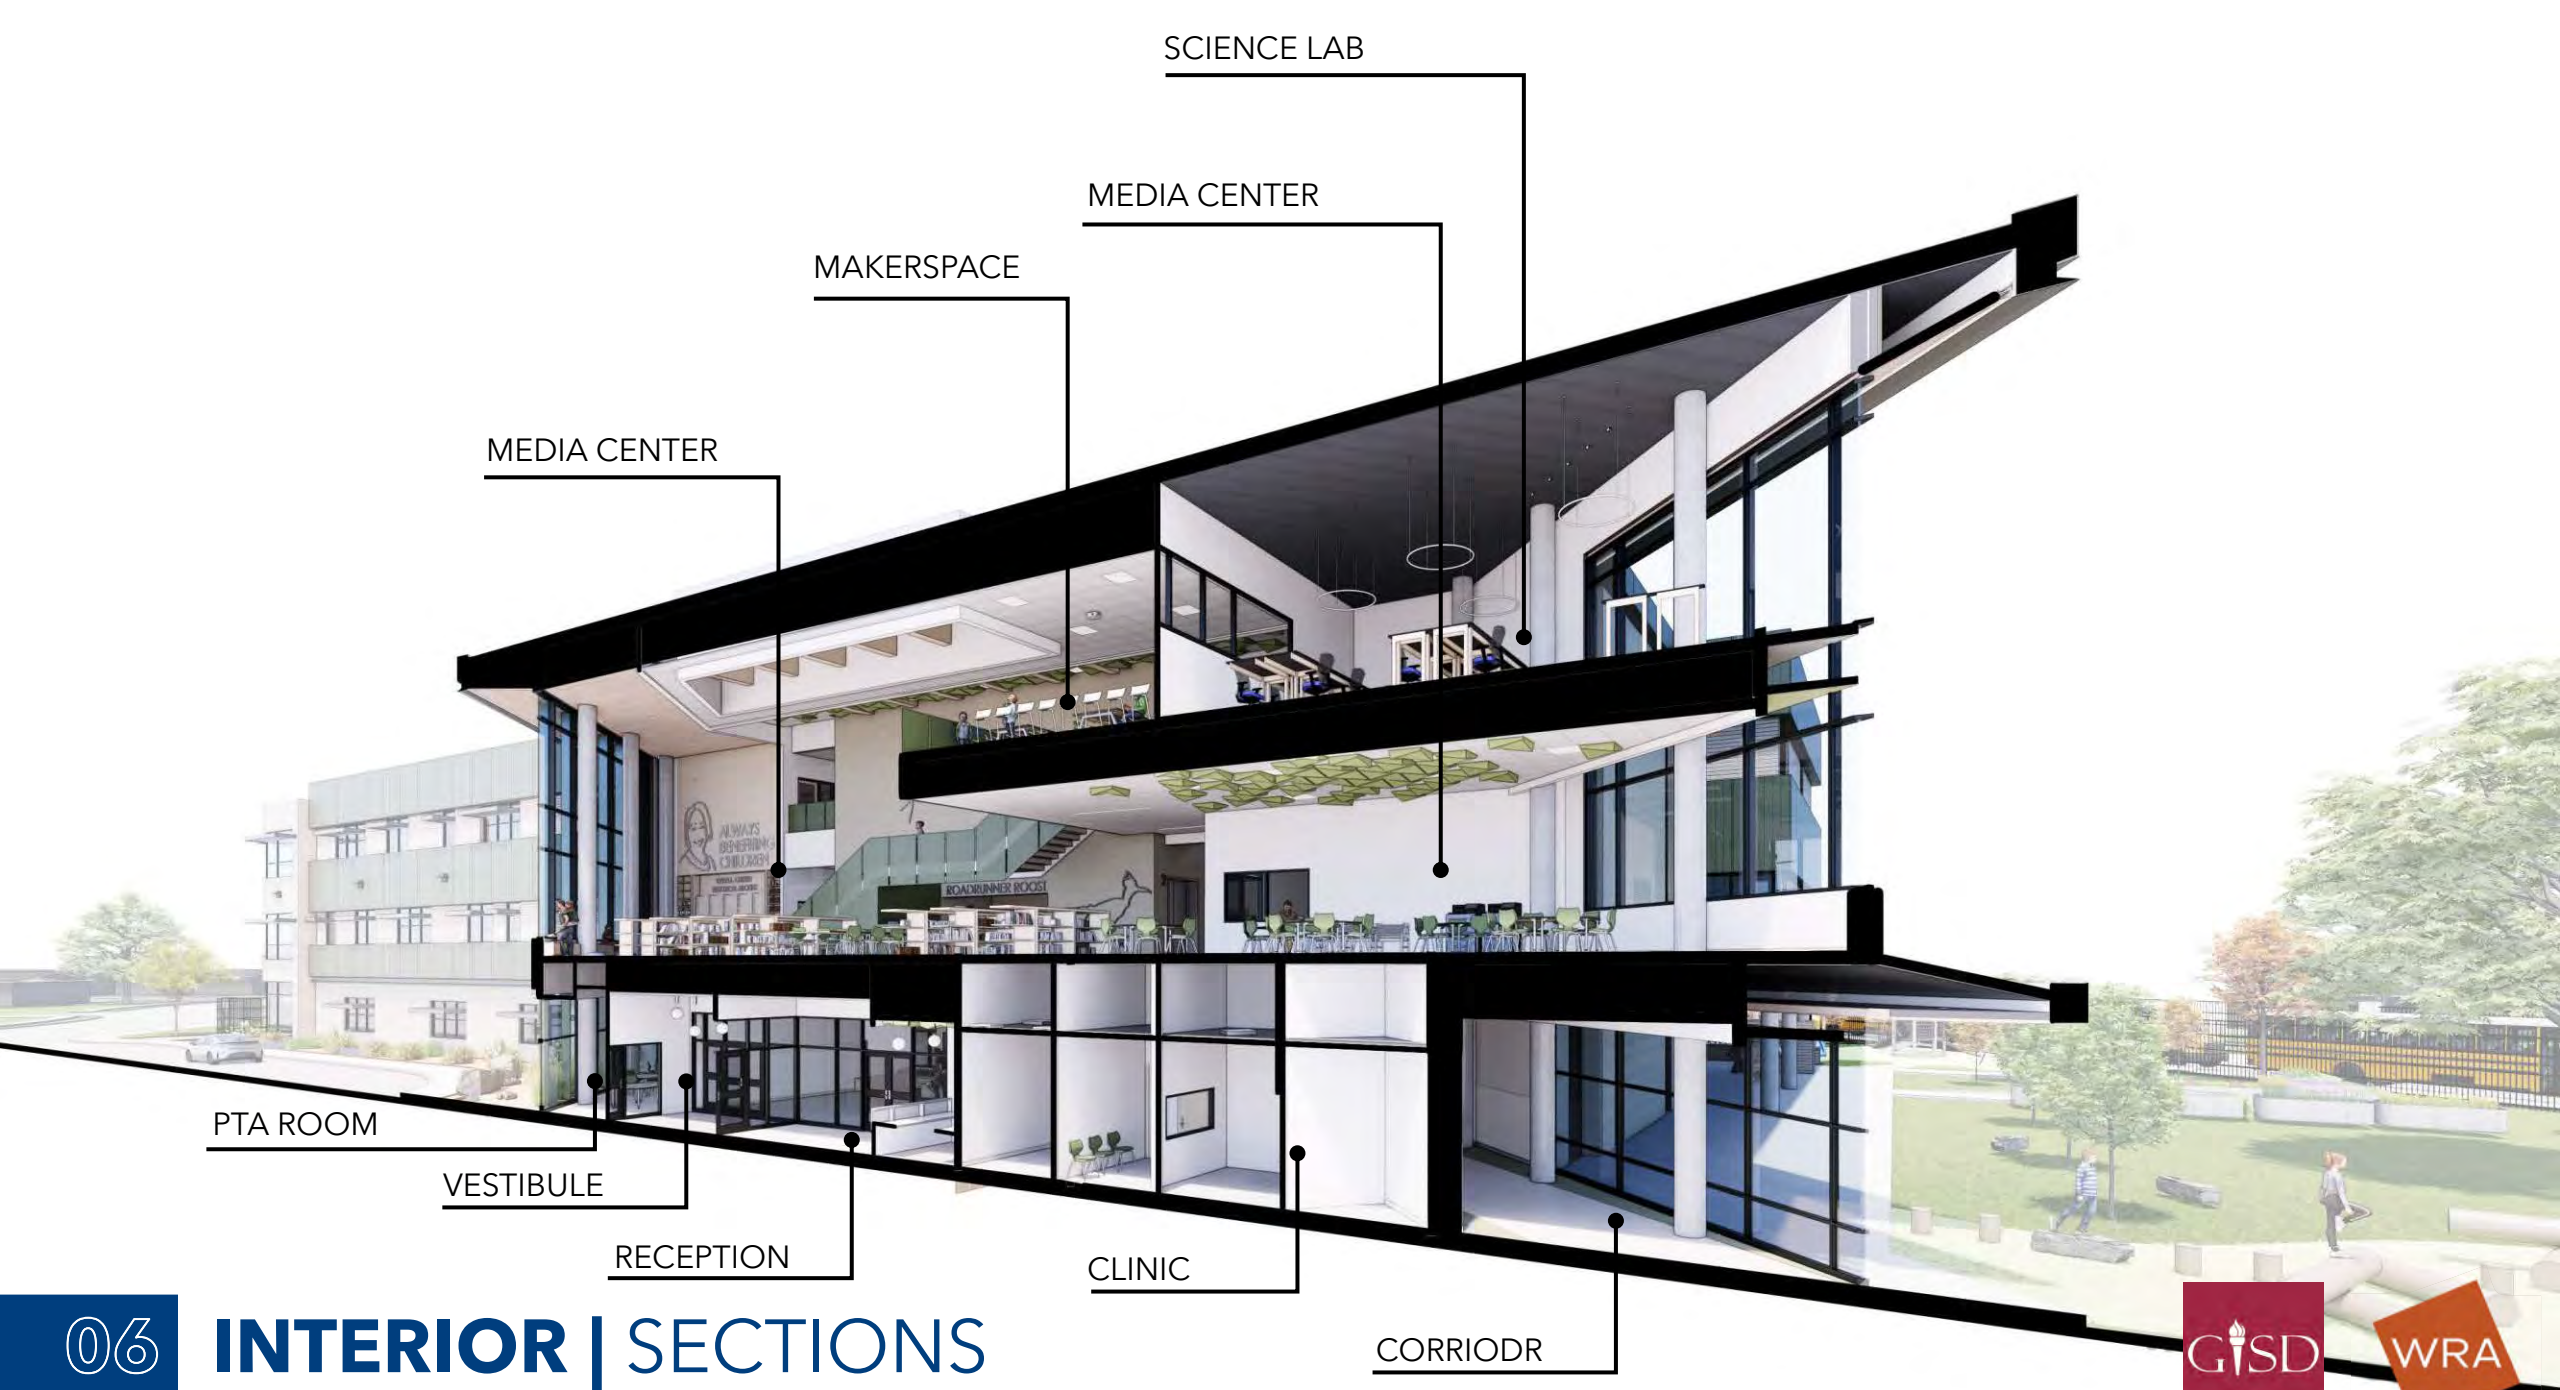 SCIENCE LAB
MEDIA CENTER
MAKERSPACE
MEDIA CENTER
ALWAYS
BENEFITING
CHILDREN
ROADRUNNER ROOST
PTA ROOM
VESTIBULE
RECEPTION
CLINIC
CORRIODR
06 INTERIOR | SECTIONS
GISD
WRA